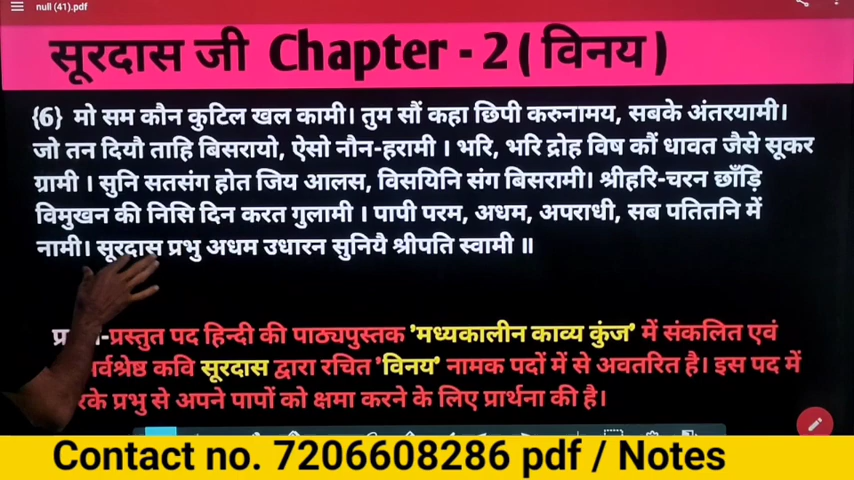 null (41).pdf
सूरदास जी Chapter - 2 ( विनय )
{6} मो सम कौन कुटिल खल कामी। तुम सौं कहा छिपी करुनामय, सबके अंतरयामी।
जो तन दियौ ताहि बिसरायो, ऐसो नौन-हरामी । भरि, भरि द्रोह विष कौं धावत जैसे सूकर
ग्रामी । सुनि सतसंग होत जिय आलस, विसयिनि संग बिसरामी। श्रीहरि-चरन छाँड़ि
विमुखन की निसि दिन करत गुलामी । पापी परम, अधम, अपराधी, सब पतितनि में
नामी। सूरदास प्रभु अधम उधारन सुनियै श्रीपति स्वामी ॥
प्रस्तुत पद हिन्दी की पाठ्यपुस्तक 'मध्यकालीन काव्य कुंज' में संकलित एवं
कवि सूरदास द्वारा रचित 'विनय' नामक पदों में से अवतरित है। इस पद में
प्रभु से अपने पापों को क्षमा करने के लिए प्रार्थना की है।
Contact no. 7206608286 pdf / Notes